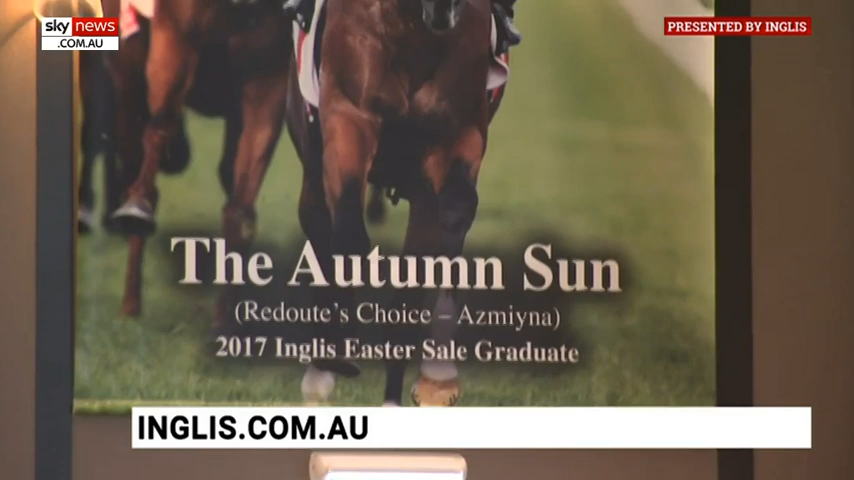 sky news
.COM.AU
PRESENTED BY INGLIS
The Autumn Sun
(Redoute's Choice – Azmiyna)
2017 Inglis Easter Sale Graduate
INGLIS.COM.AU